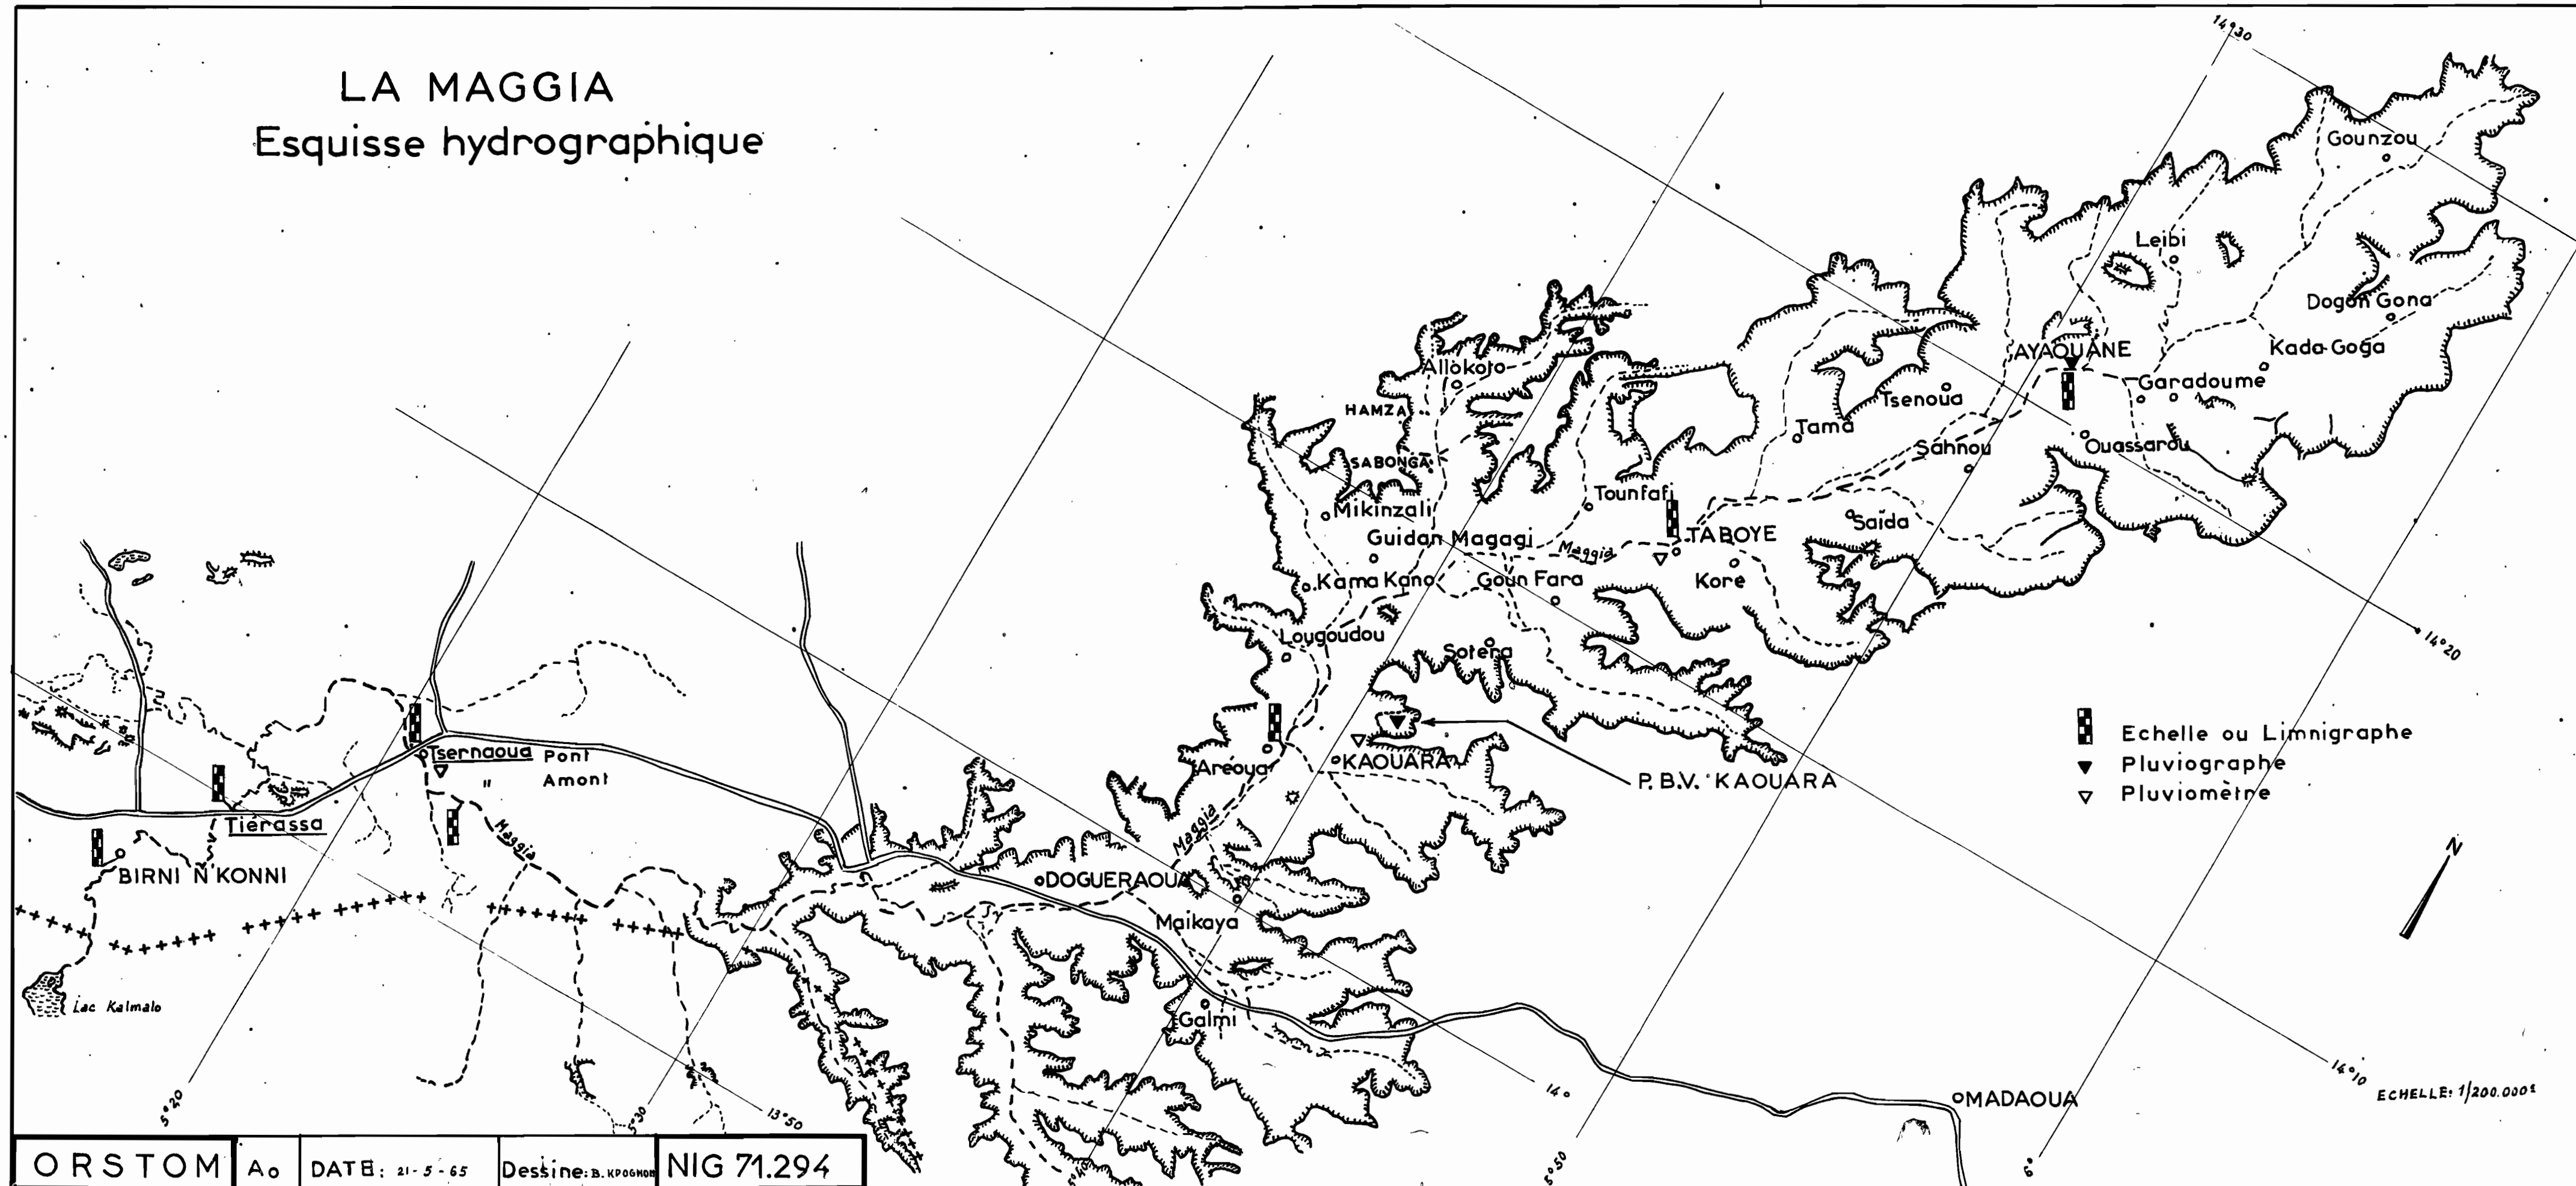 LA MAGGIA
Esquisse hydrographique
14°30
Gounzou
Leibi
Dogon Gona
AYAOUANE
Kada-Goga
Garadoume
Allokoto
HAMZA
Tsenoua
Tama
Sahnou
Ouassarou
SABONGA
Tounfafi
Mikinzali
Saïda
Guidan Magagi
Maggia
TABOYE
Kama Kano
Goun Fara
Kore
Lougoudou
Sotera
14°20
Echelle ou Limnigraphe
Pluviographe
Pluviomètre
Tsernaoua Pont
" Amont
Areoya
KAOUARA
P.B.V. KAOUARA
Tiérassa
Maggia
Maggia
BIRNI N'KONNI
DOGUERAOUA
Maikaya
N
Lac Kalmalo
Galmi
14°10
ECHELLE: 1/200.000e
MADAOUA
5°20
5°30
13°50
14°
5°50
6°
ORSTOM
Ao
DATE: 21-5-65
Dessine:
NIG 71.294